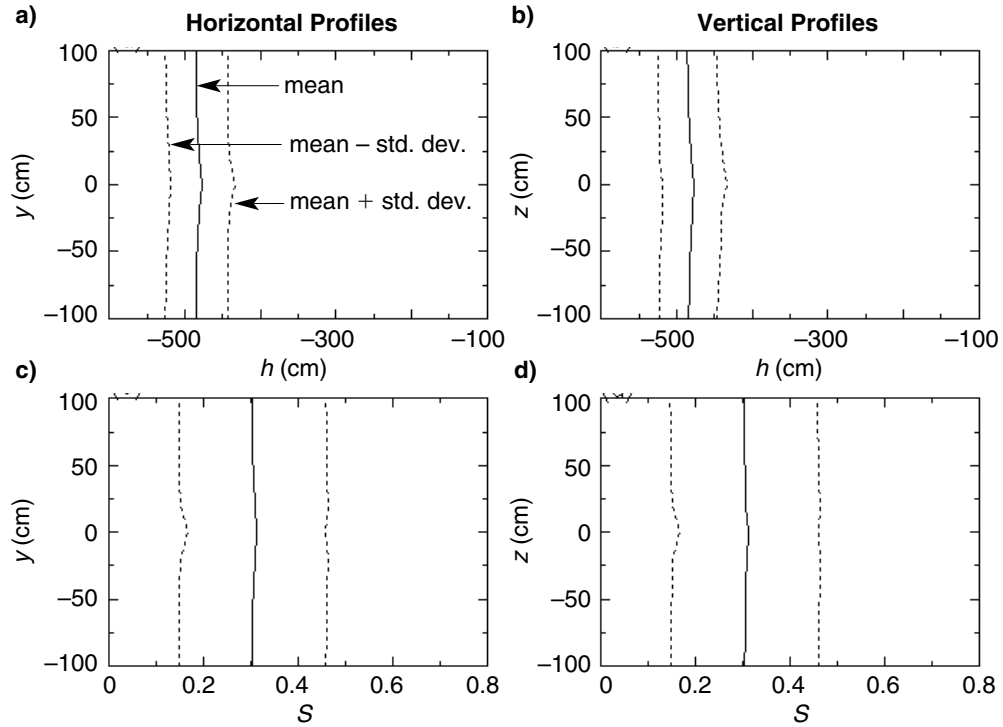 a) Horizontal Profiles
b) Vertical Profiles
100
50
0
–50
–100
y (cm)
mean
mean – std. dev.
mean + std. dev.
–500 –300 –100
h (cm)
100
50
0
–50
–100
z (cm)
–500 –300 –100
h (cm)
c)
100
50
0
–50
–100
y (cm)
0 0.2 0.4 0.6 0.8
S
d)
100
50
0
–50
–100
z (cm)
0 0.2 0.4 0.6 0.8
S